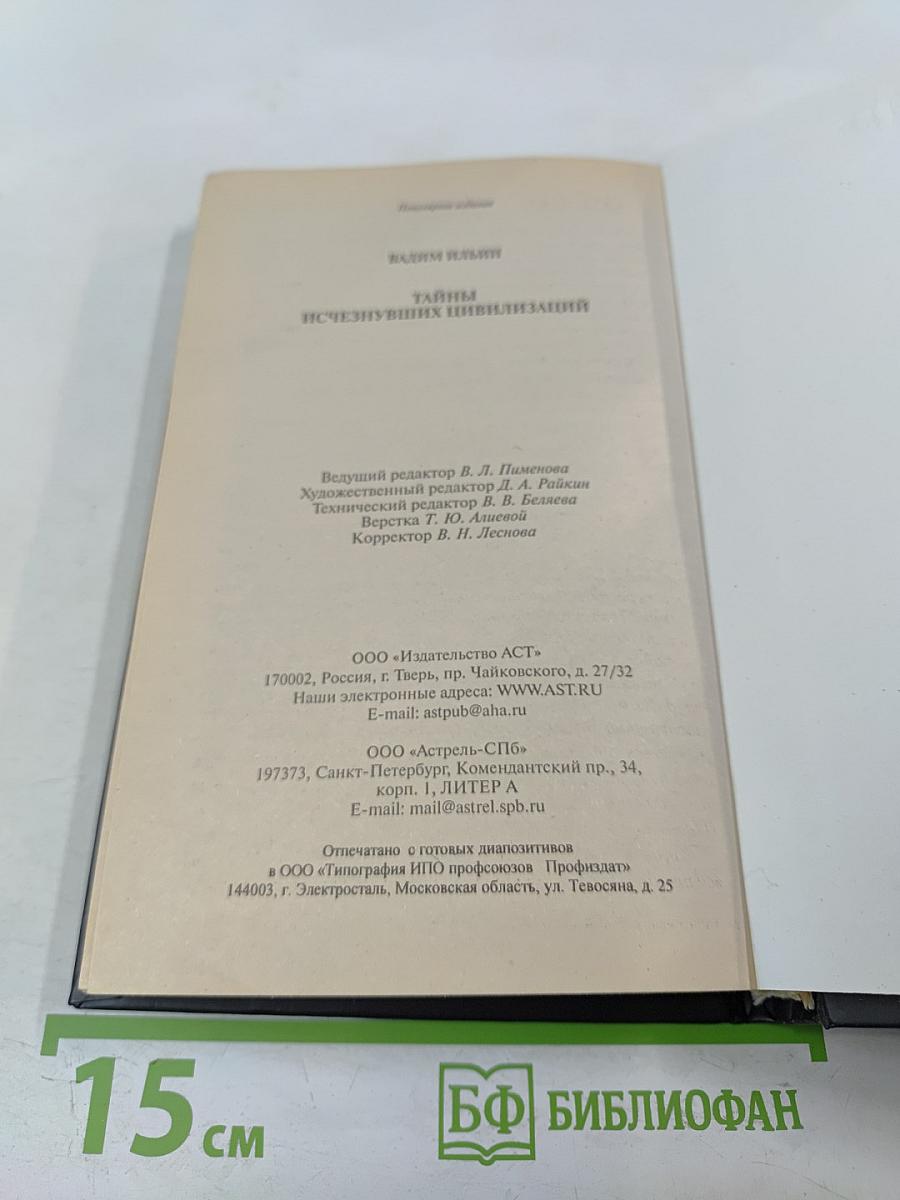 Популярное издание
ВАДИМ ИЛЬИН
ТАЙНЫ
ИСЧЕЗНУВШИХ ЦИВИЛИЗАЦИЙ
Ведущий редактор В. Л. Пименова
Художественный редактор Д. А. Райкин
Технический редактор В. В. Беляева
Верстка Т. Ю. Алиевой
Корректор В. Н. Леснова
ООО «Издательство АСТ»
170002, Россия, г. Тверь, пр. Чайковского, д. 27/32
Наши электронные адреса: WWW.AST.RU
E-mail: astpub@aha.ru
ООО «Астрель-СПб»
197373, Санкт-Петербург, Комендантский пр., 34,
корп. 1, ЛИТЕР А
E-mail: mail@astrel.spb.ru
Отпечатано с готовых диапозитивов
в ООО «Типография ИПО профсоюзов Профиздат»
144003, г. Электросталь, Московская область, ул. Тевосяна, д. 25
15 см
БФ БИБЛИОФАН